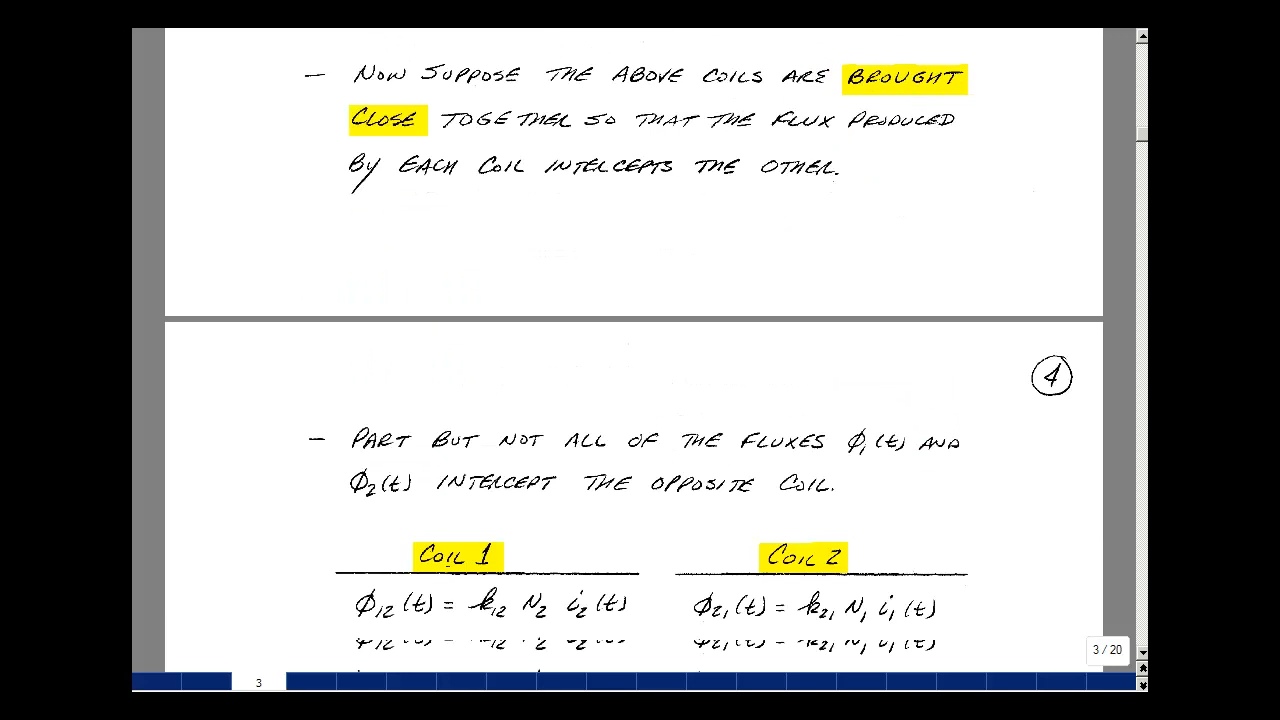 — NOW SUPPOSE THE ABOVE COILS ARE BROUGHT
CLOSE TOGETHER SO THAT THE FLUX PRODUCED
BY EACH COIL INTERCEPTS THE OTHER.
4
— PART BUT NOT ALL OF THE FLUXES ϕ₁(t) AND
ϕ₂(t) INTERCEPT THE OPPOSITE COIL.
COIL 1 COIL 2
ϕ₁₂(t) = k₁₂ N₂ i₂(t) ϕ₂₁(t) = k₂₁ N₁ i₁(t)
3 / 20
3